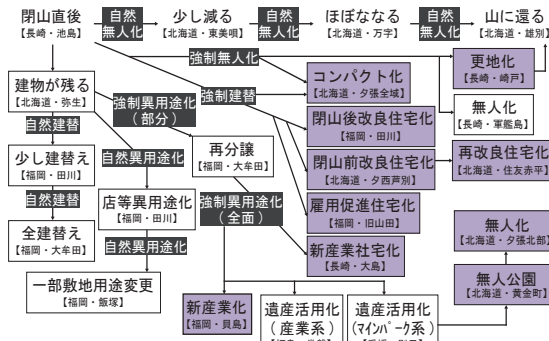 閉山直後
【長崎・池島】
自然
無人化
少し減る
【北海道・東美唄】
自然
無人化
ほぼななる
【北海道・万字】
自然
無人化
山に還る
【北海道・雄別】
強制無人化
コンパクト化
【北海道・夕張全域】
更地化
【長崎・崎戸】
無人化
【長崎・軍艦島】
建物が残る
【北海道・弥生】
強制異用途化
(部分)
強制建替
閉山後改良住宅化
【福岡・田川】
自然建替
少し建替え
【福岡・田川】
自然異用途化
再分譲
【福岡・大牟田】
閉山前改良住宅化
【北海道・夕西芦別】
再改良住宅化
【北海道・住友赤平】
自然建替
店等異用途化
【福岡・田川】
強制異用途化
(全面)
雇用促進住宅化
【福岡・旧山田】
全建替え
【福岡・大牟田】
自然異用途化
新産業社宅化
【長崎・大島】
無人化
【北海道・夕張北部】
一部敷地用途変更
【福岡・飯塚】
無人公園
【北海道・黄金町】
新産業化
【福岡・貝島】
遺産活用化
(産業系)
遺産活用化
(マインパーク系)